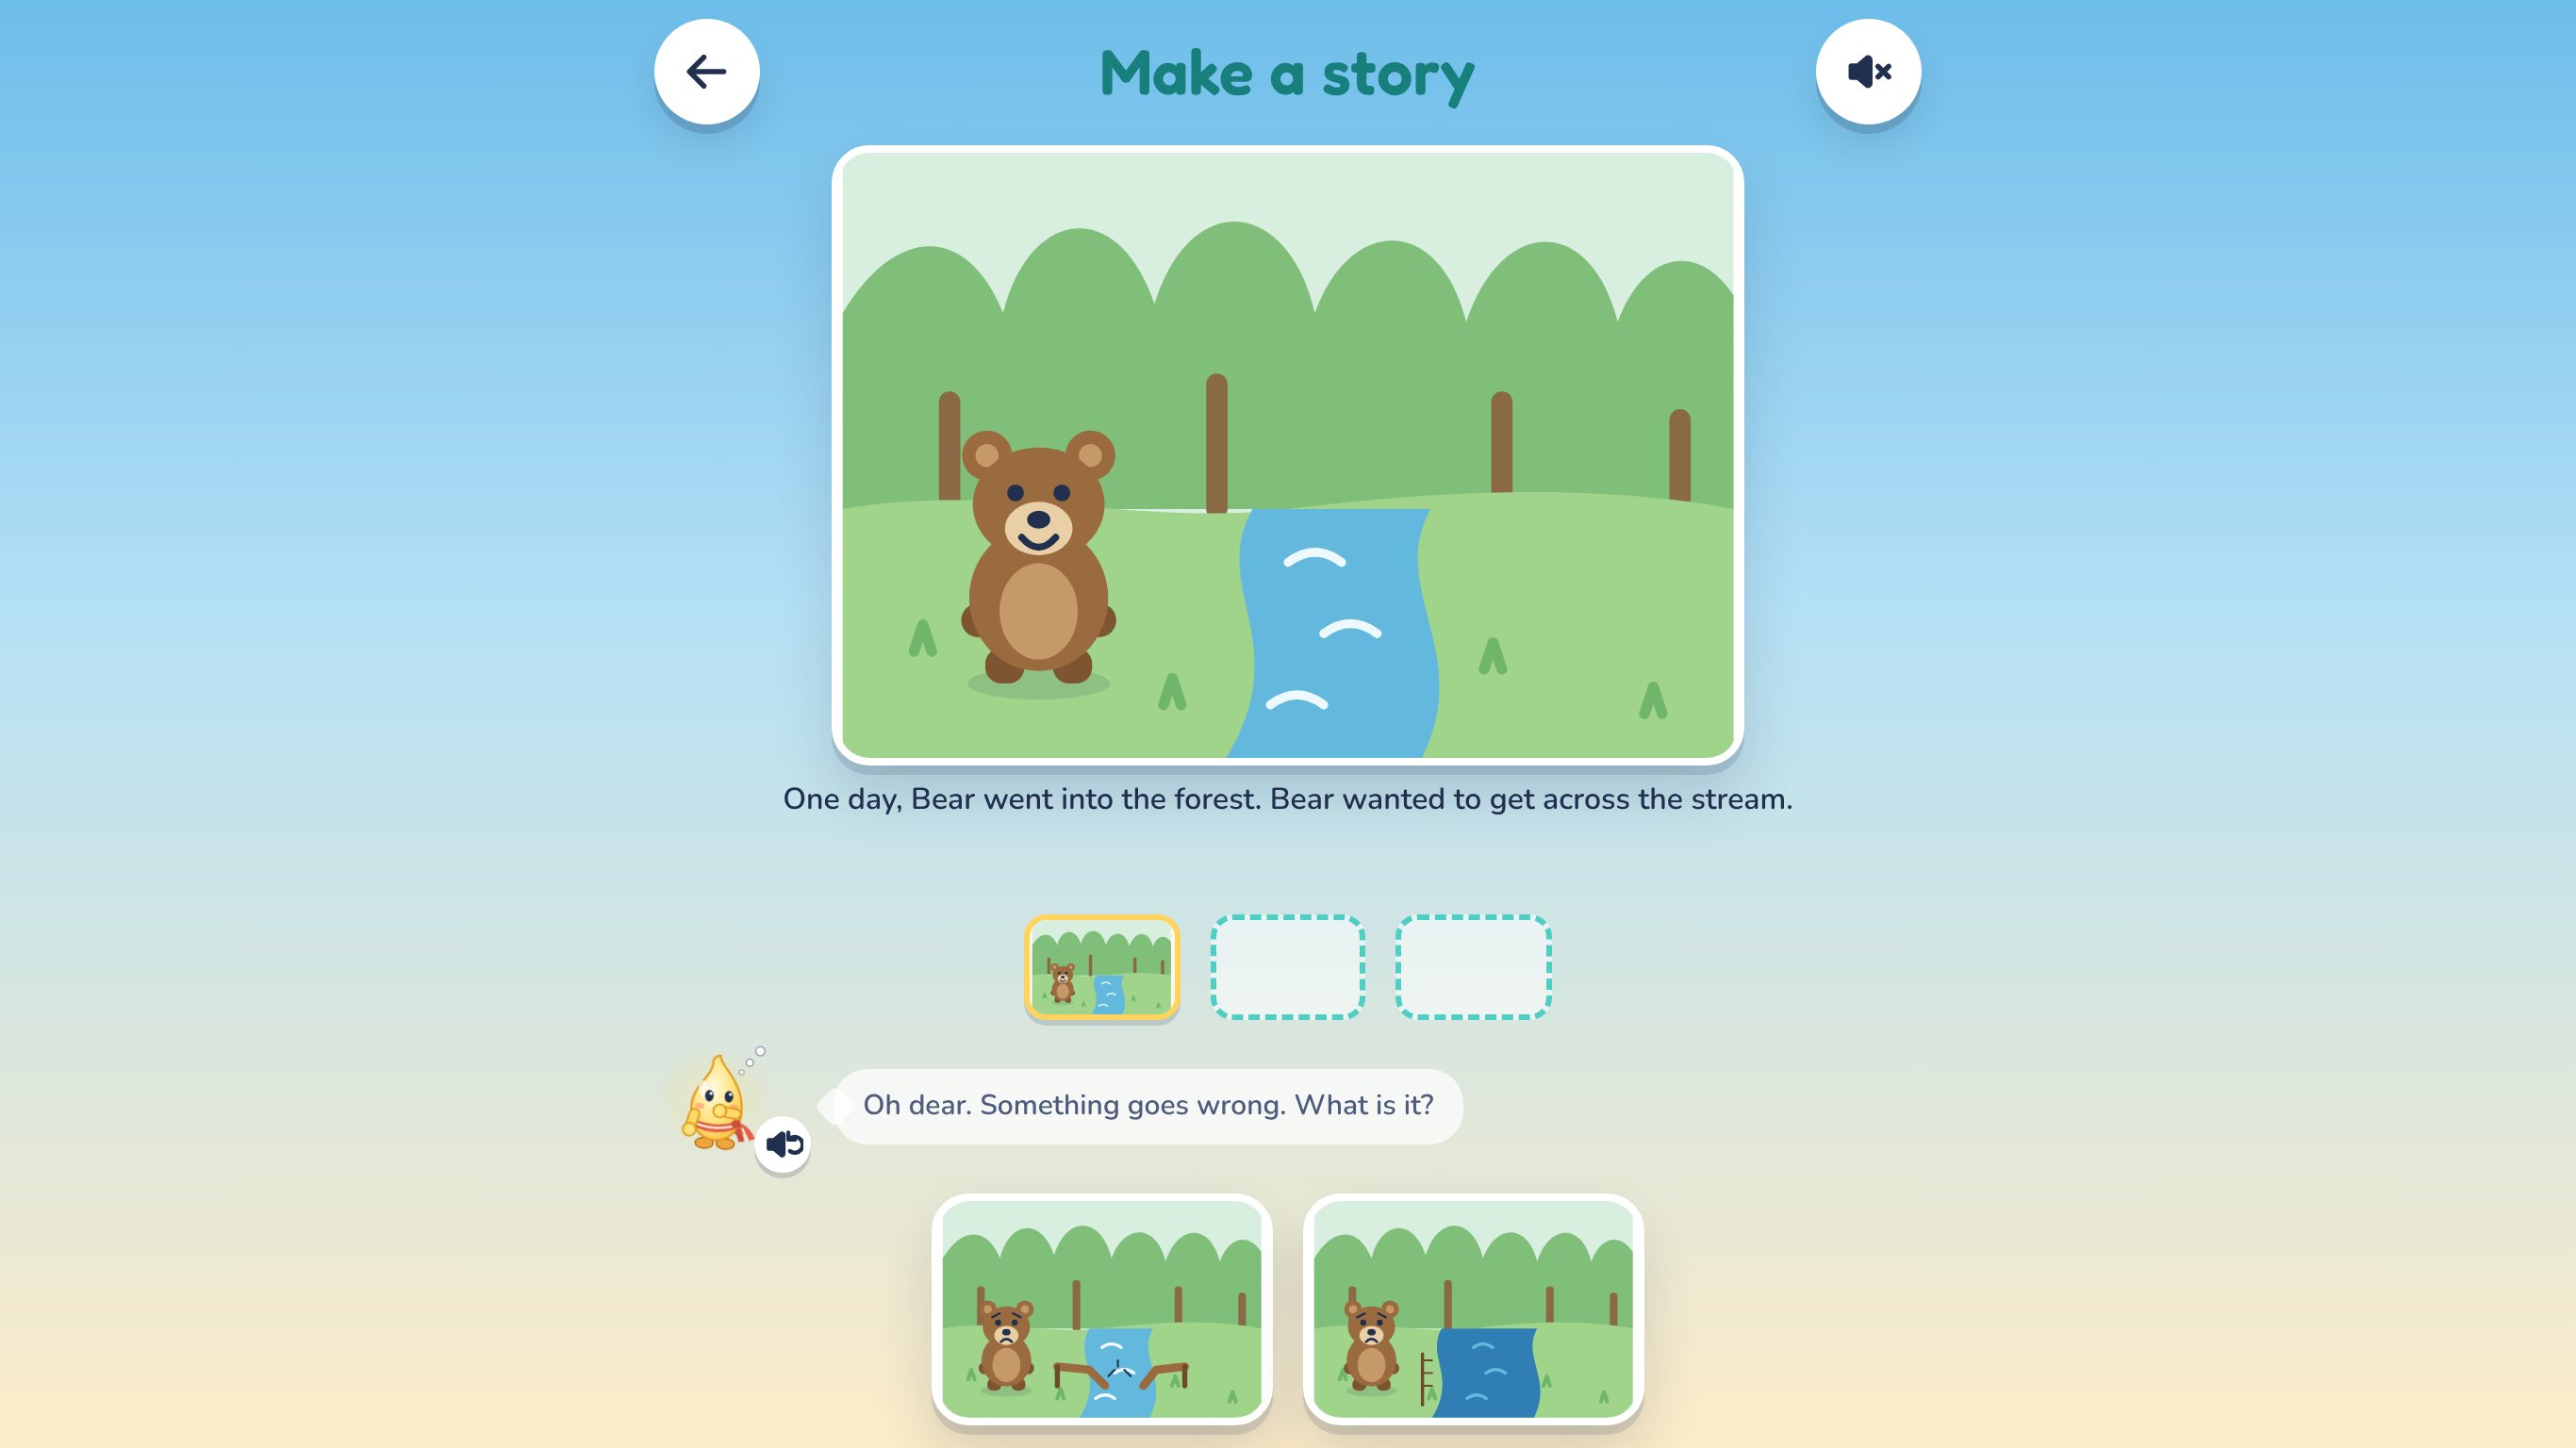 Make a story
One day, Bear went into the forest. Bear wanted to get across the stream.
Oh dear. Something goes wrong. What is it?